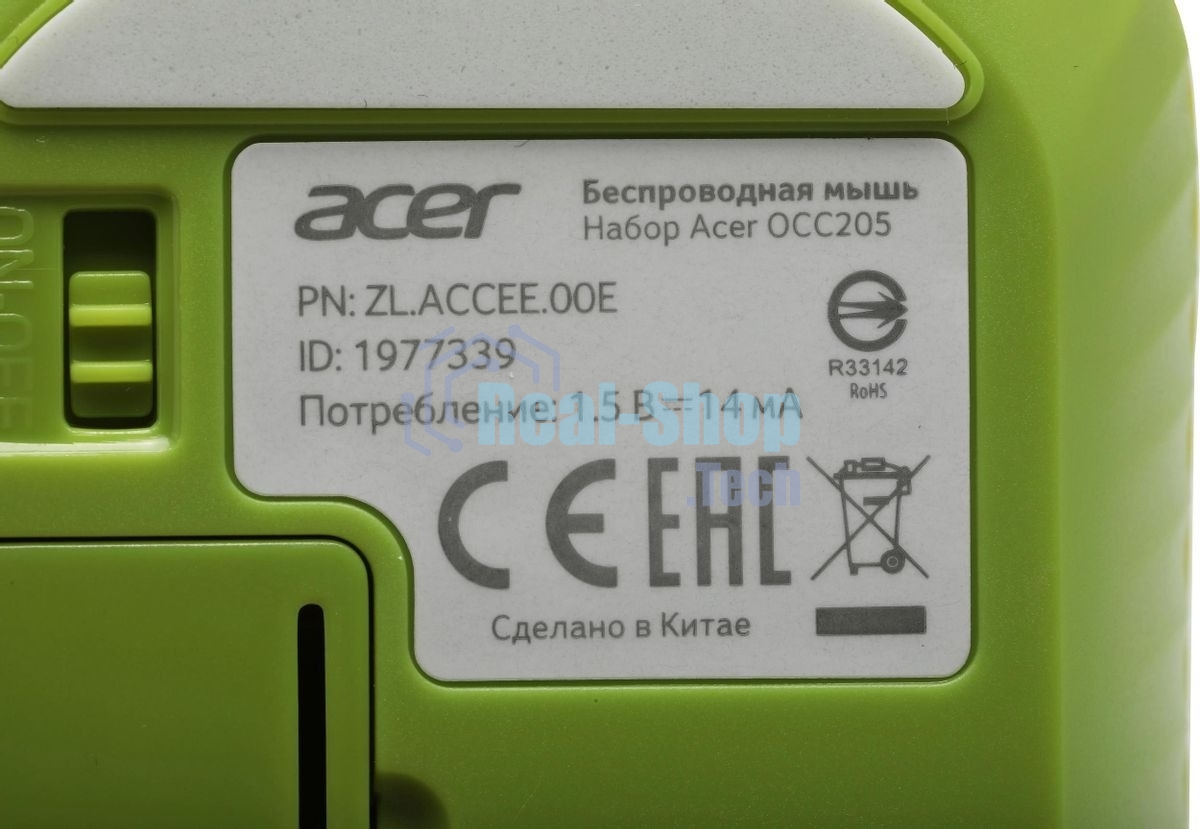 acer
Беспроводная мышь
Набор Acer OCC205
PN: ZL.ACCEE.00E
ID: 1977339
R33142
RoHS
Потребление: 1.5 В=14 мА
Real-Shop
.Tech
CE EAC
Сделано в Китае
ON-OFF